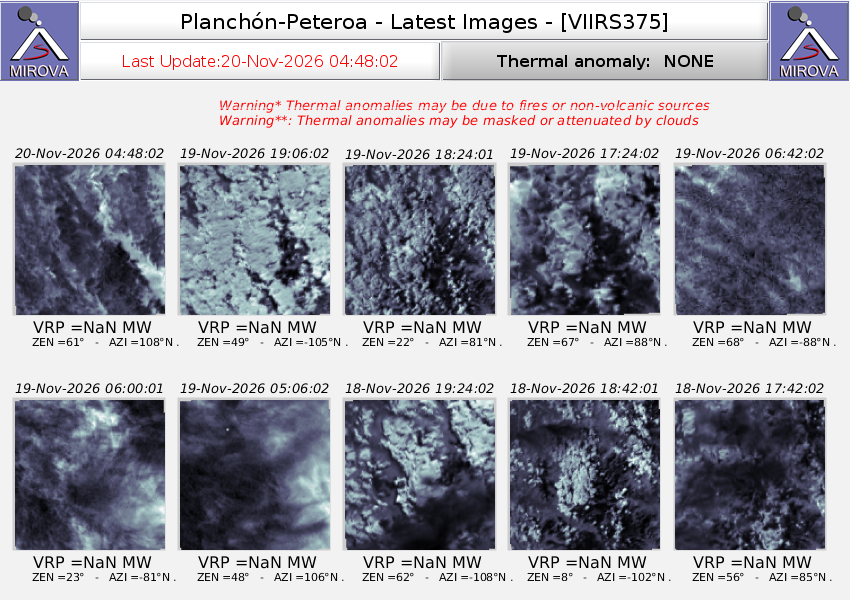 MIROVA
Planchón-Peteroa - Latest Images - [VIIRS375]
MIROVA
Last Update:20-Nov-2026 04:48:02
Thermal anomaly: NONE
Warning* Thermal anomalies may be due to fires or non-volcanic sources
Warning**: Thermal anomalies may be masked or attenuated by clouds
20-Nov-2026 04:48:02 19-Nov-2026 19:06:02 19-Nov-2026 18:24:01 19-Nov-2026 17:24:02 19-Nov-2026 06:42:02
VRP =NaN MW VRP =NaN MW VRP =NaN MW VRP =NaN MW VRP =NaN MW
ZEN =61° - AZI =108°N . ZEN =49° - AZI =-105°N . ZEN =22° - AZI =81°N . ZEN =67° - AZI =88°N . ZEN =68° - AZI =-88°N .
19-Nov-2026 06:00:01 19-Nov-2026 05:06:02 18-Nov-2026 19:24:02 18-Nov-2026 18:42:01 18-Nov-2026 17:42:02
VRP =NaN MW VRP =NaN MW VRP =NaN MW VRP =NaN MW VRP =NaN MW
ZEN =23° - AZI =-81°N . ZEN =48° - AZI =106°N . ZEN =62° - AZI =-108°N . ZEN =8° - AZI =-102°N . ZEN =56° - AZI =85°N .